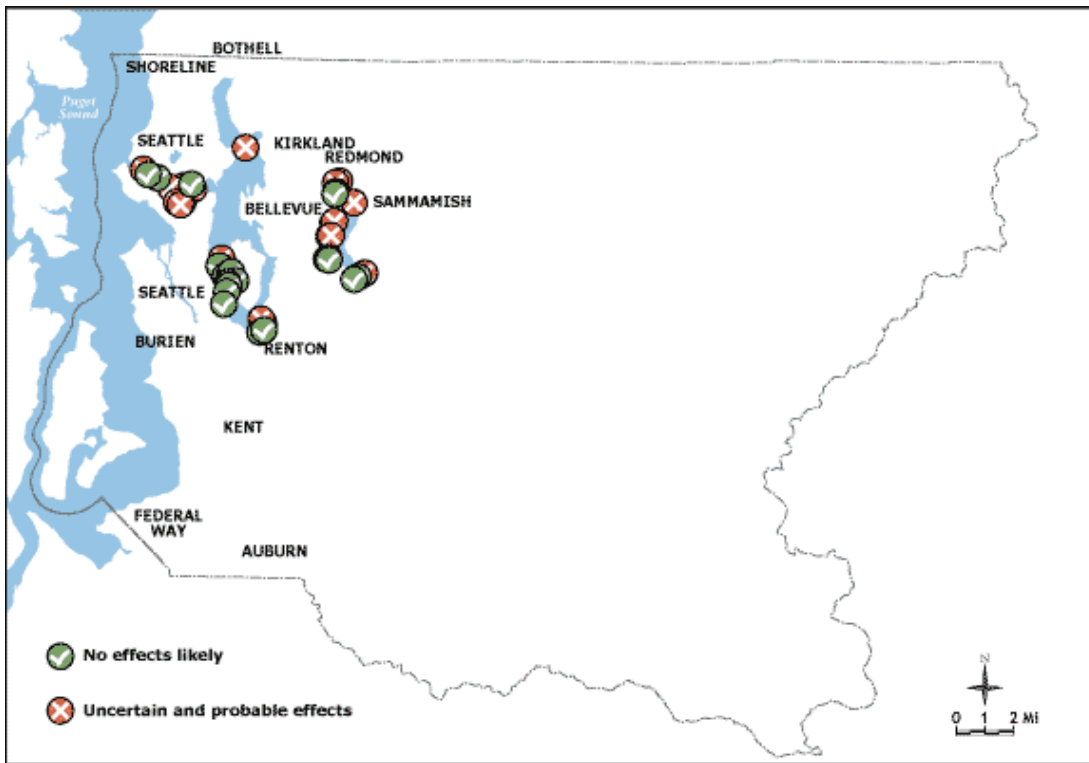 BOTHELL
SHORELINE
Puget
Sound
SEATTLE
KIRKLAND
REDMOND
SAMMAMISH
BELLEVUE
SEATTLE
BURIEN
RENTON
KENT
FEDERAL
WAY
AUBURN
No effects likely
Uncertain and probable effects
N
0 1 2 Mi